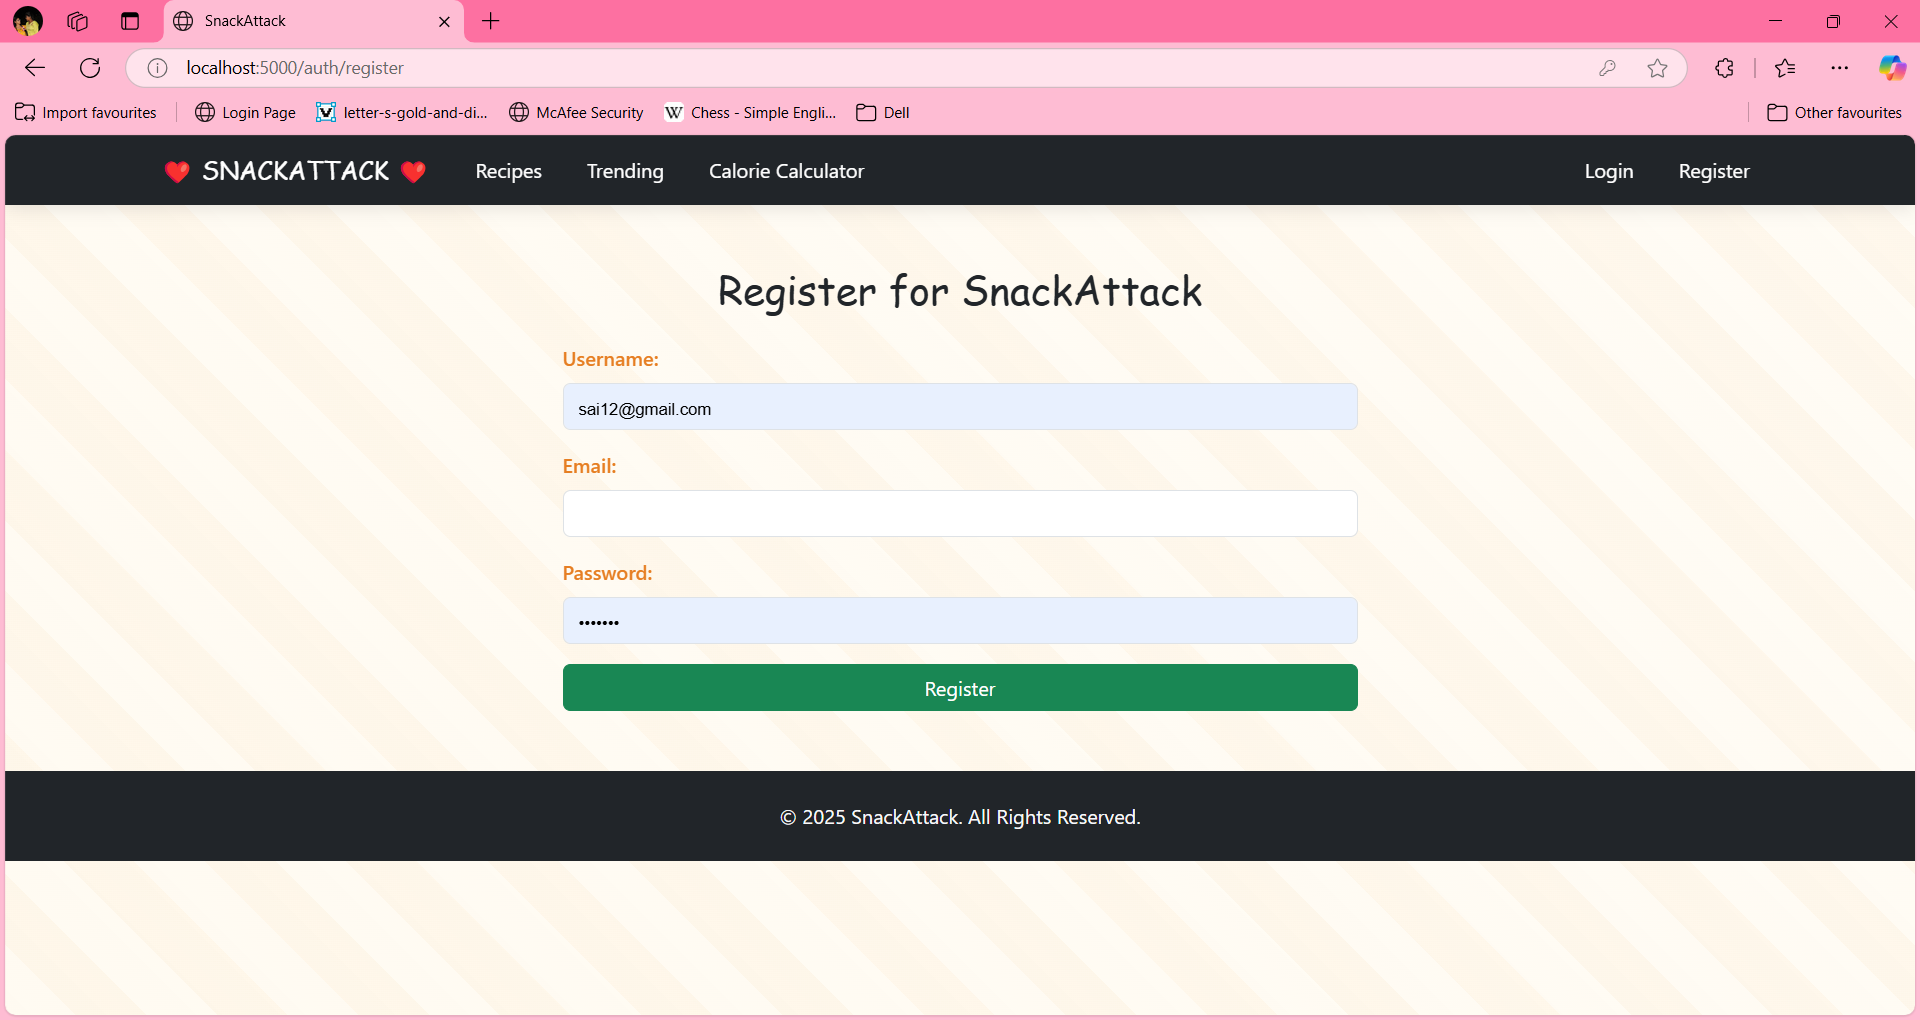 SnackAttack
localhost:5000/auth/register
Import favourites Login Page letter-s-gold-and-di... McAfee Security Chess - Simple Engli... Dell Other favourites
SNACKATTACK Recipes Trending Calorie Calculator Login Register
Register for SnackAttack
Username:
sai12@gmail.com
Email:
Password:
•••••••
Register
© 2025 SnackAttack. All Rights Reserved.